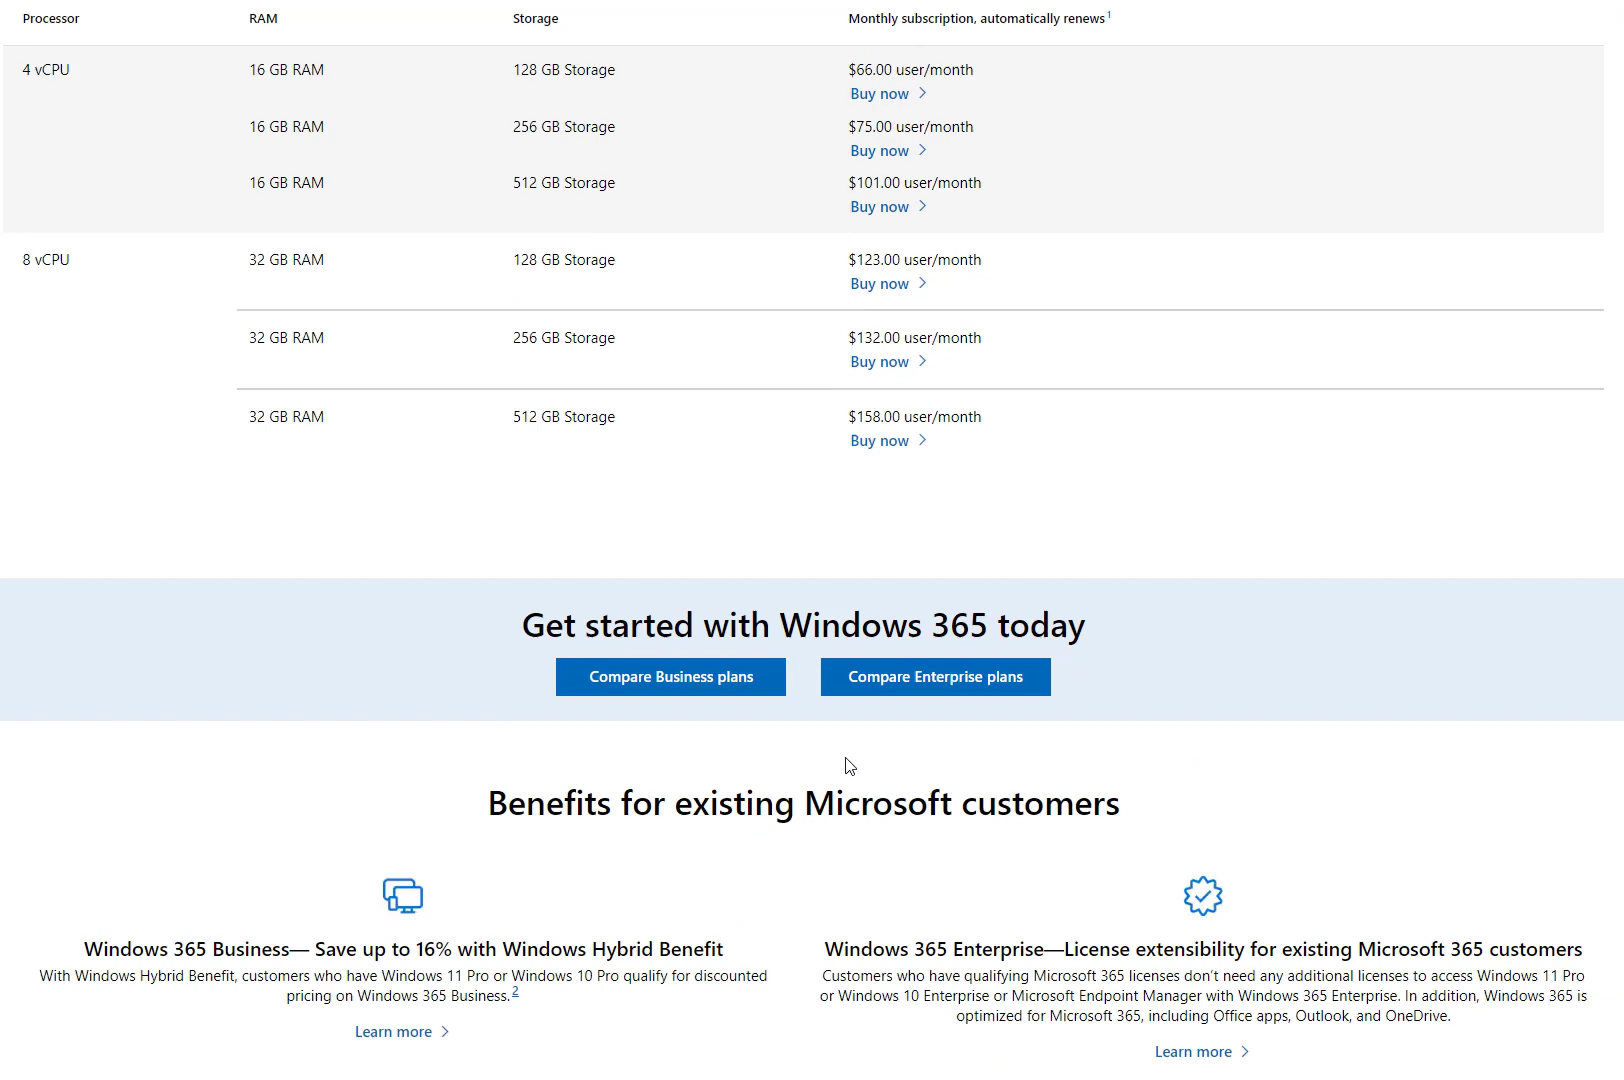 Processor RAM Storage Monthly subscription, automatically renews1
4 vCPU 16 GB RAM 128 GB Storage $66.00 user/month
Buy now
16 GB RAM 256 GB Storage $75.00 user/month
Buy now
16 GB RAM 512 GB Storage $101.00 user/month
Buy now
8 vCPU 32 GB RAM 128 GB Storage $123.00 user/month
Buy now
32 GB RAM 256 GB Storage $132.00 user/month
Buy now
32 GB RAM 512 GB Storage $158.00 user/month
Buy now
Get started with Windows 365 today
Compare Business plans Compare Enterprise plans
Benefits for existing Microsoft customers
Windows 365 Business— Save up to 16% with Windows Hybrid Benefit
With Windows Hybrid Benefit, customers who have Windows 11 Pro or Windows 10 Pro qualify for discounted
pricing on Windows 365 Business.2
Learn more
Windows 365 Enterprise—License extensibility for existing Microsoft 365 customers
Customers who have qualifying Microsoft 365 licenses don't need any additional licenses to access Windows 11 Pro
or Windows 10 Enterprise or Microsoft Endpoint Manager with Windows 365 Enterprise. In addition, Windows 365 is
optimized for Microsoft 365, including Office apps, Outlook, and OneDrive.
Learn more